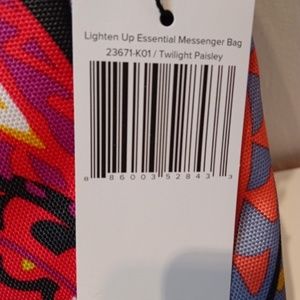 Lighten Up Essential Messenger Bag
23671-K01 / Twilight Paisley
8 86003 52843 3